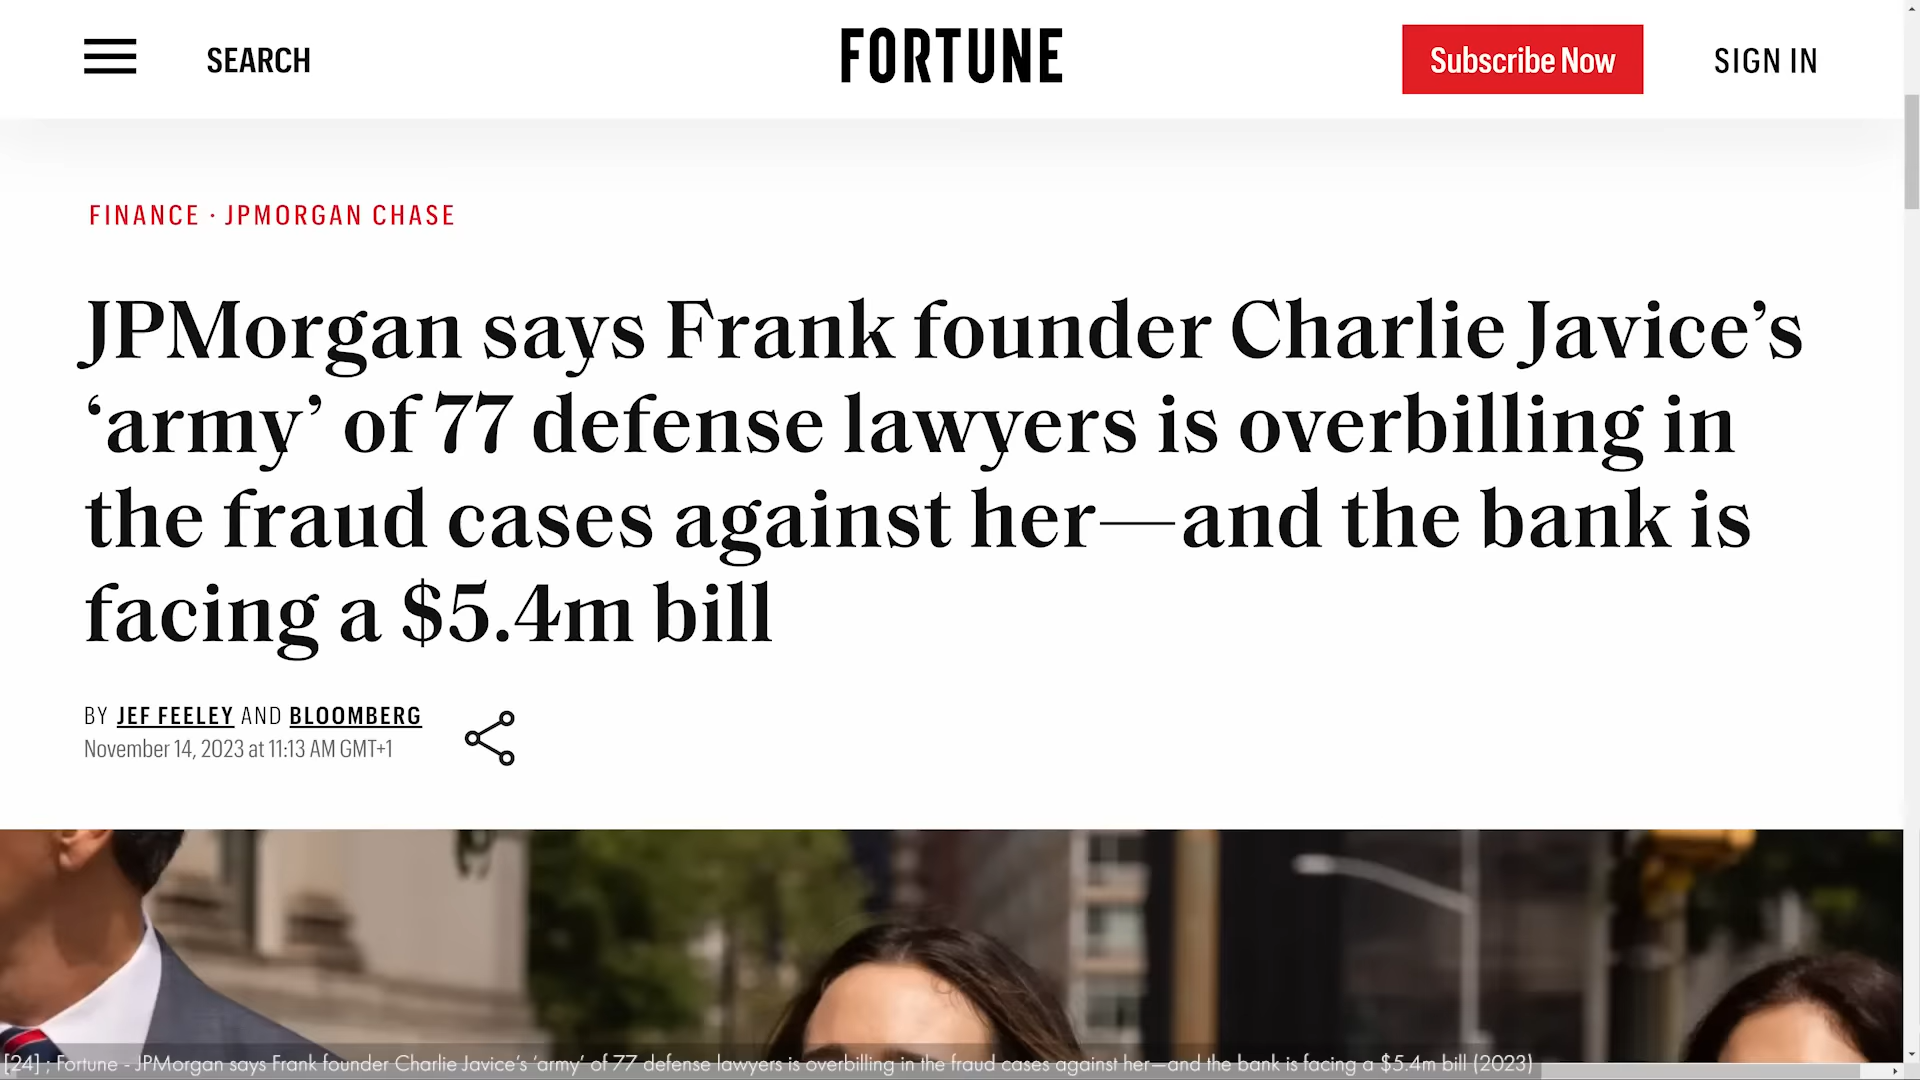 SEARCH
FORTUNE
Subscribe Now
SIGN IN
FINANCE · JPMORGAN CHASE
JPMorgan says Frank founder Charlie Javice’s
‘army’ of 77 defense lawyers is overbilling in
the fraud cases against her—and the bank is
facing a $5.4m bill
BY JEF FEELEY AND BLOOMBERG
November 14, 2023 at 11:13 AM GMT+1
[24] ; Fortune - JPMorgan says Frank founder Charlie Javice’s ‘army’ of 77 defense lawyers is overbilling in the fraud cases against her—and the bank is facing a $5.4m bill (2023)